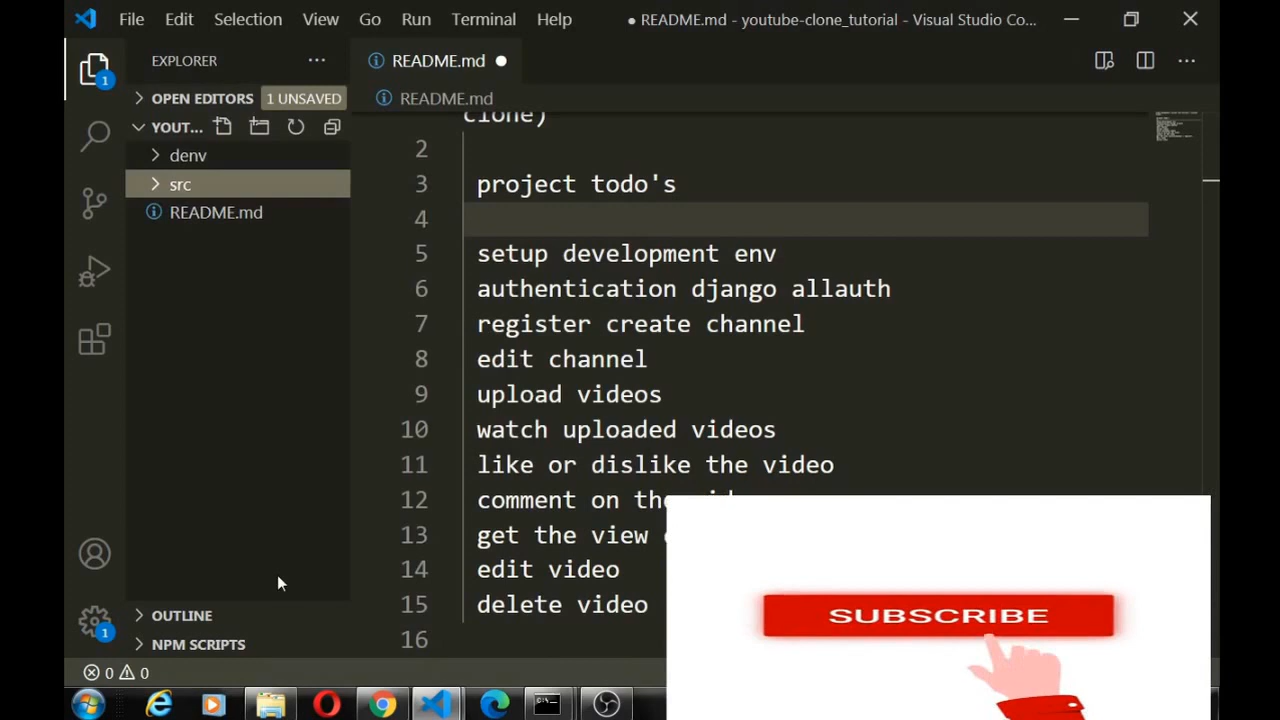 File Edit Selection View Go Run Terminal Help ● README.md - youtube-clone_tutorial - Visual Studio Co...
EXPLORER ...
README.md ●
OPEN EDITORS 1 UNSAVED
README.md
YOUT...
denv
src
README.md
OUTLINE
NPM SCRIPTS
1
1
clone)
2
3 project todo's
4
5 setup development env
6 authentication django allauth
7 register create channel
8 edit channel
9 upload videos
10 watch uploaded videos
11 like or dislike the video
12 comment on the
13 get the view
14 edit video
15 delete video
16
SUBSCRIBE
0 0